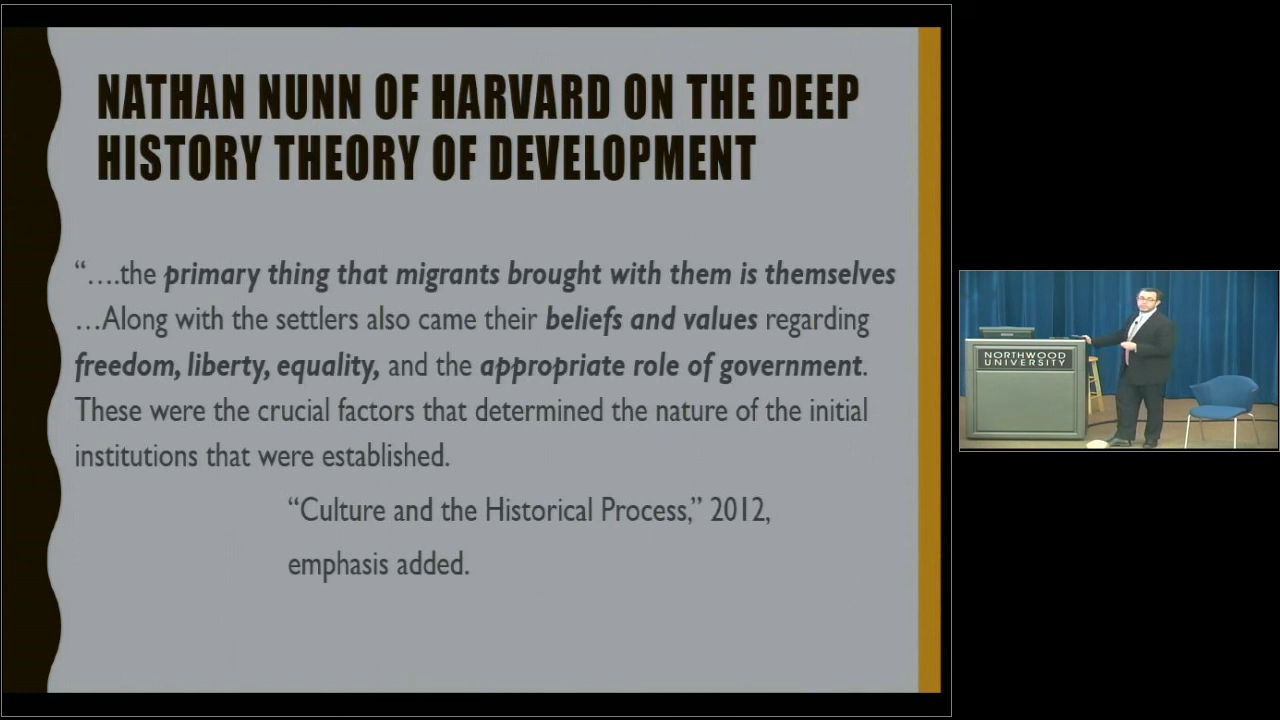 NATHAN NUNN OF HARVARD ON THE DEEP
HISTORY THEORY OF DEVELOPMENT
“….the primary thing that migrants brought with them is themselves
…Along with the settlers also came their beliefs and values regarding
freedom, liberty, equality, and the appropriate role of government.
These were the crucial factors that determined the nature of the initial
institutions that were established.
“Culture and the Historical Process,” 2012,
emphasis added.
NORTHWOOD
UNIVERSITY